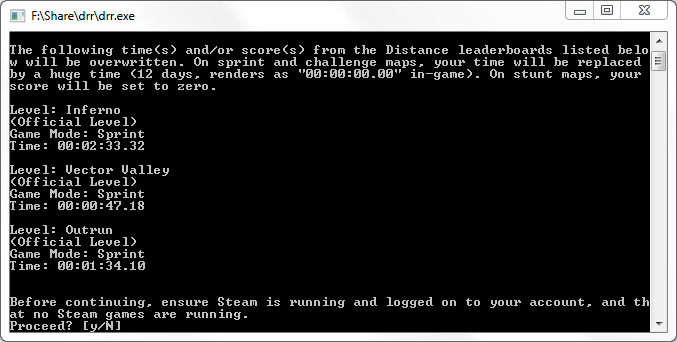 F:\Share\drr\drr.exe
The following time(s) and/or score(s) from the Distance leaderboards listed belo
w will be overwritten. On sprint and challenge maps, your time will be replaced
by a huge time (12 days, renders as "00:00:00.00" in-game). On stunt maps, your
score will be set to zero.
Level: Inferno
(Official Level)
Game Mode: Sprint
Time: 00:02:33.32
Level: Vector Valley
(Official Level)
Game Mode: Sprint
Time: 00:00:47.18
Level: Outrun
(Official Level)
Game Mode: Sprint
Time: 00:01:34.10
Before continuing, ensure Steam is running and logged on to your account, and th
at no Steam games are running.
Proceed? [y/N]